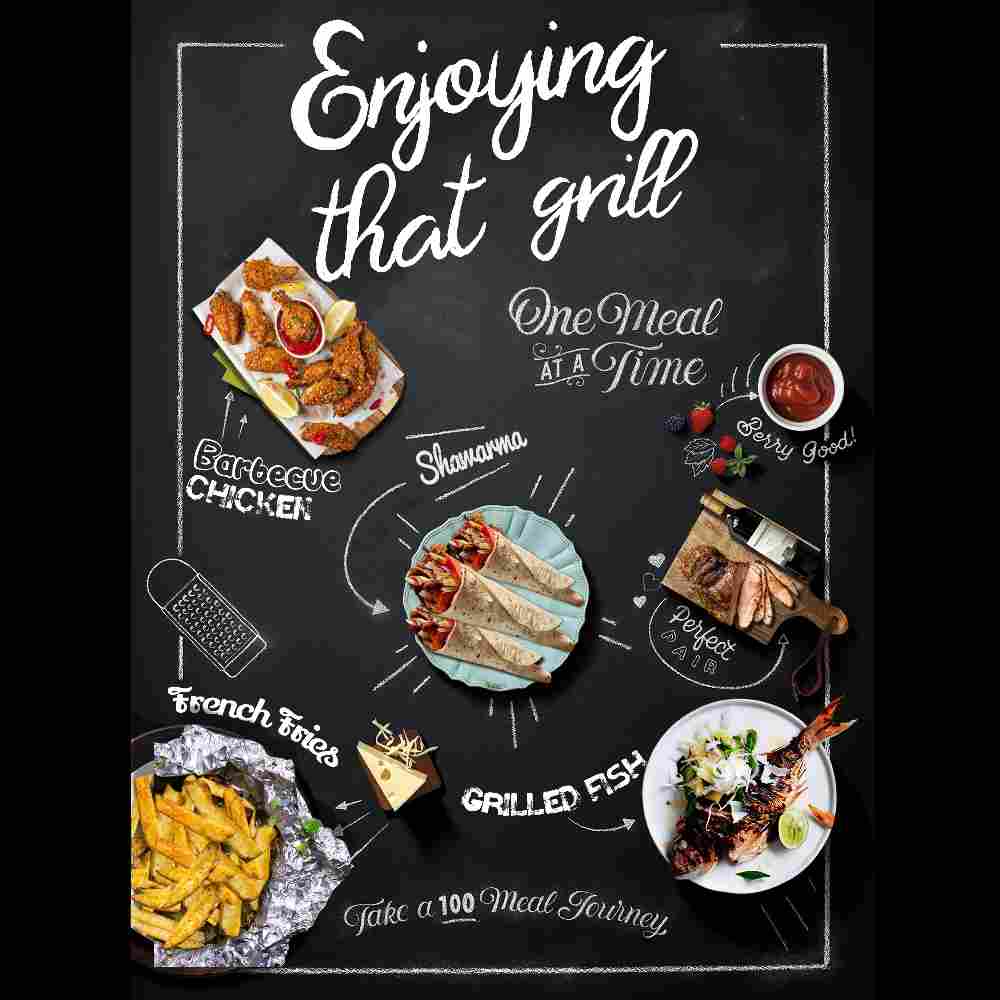 Enjoying
that grill
One Meal
AT A Time
Berry Good!
Shawarma
Barbecue
CHICKEN
Perfect
PAIR
French Fries
GRILLED FISH
Take a 100 Meal Journey